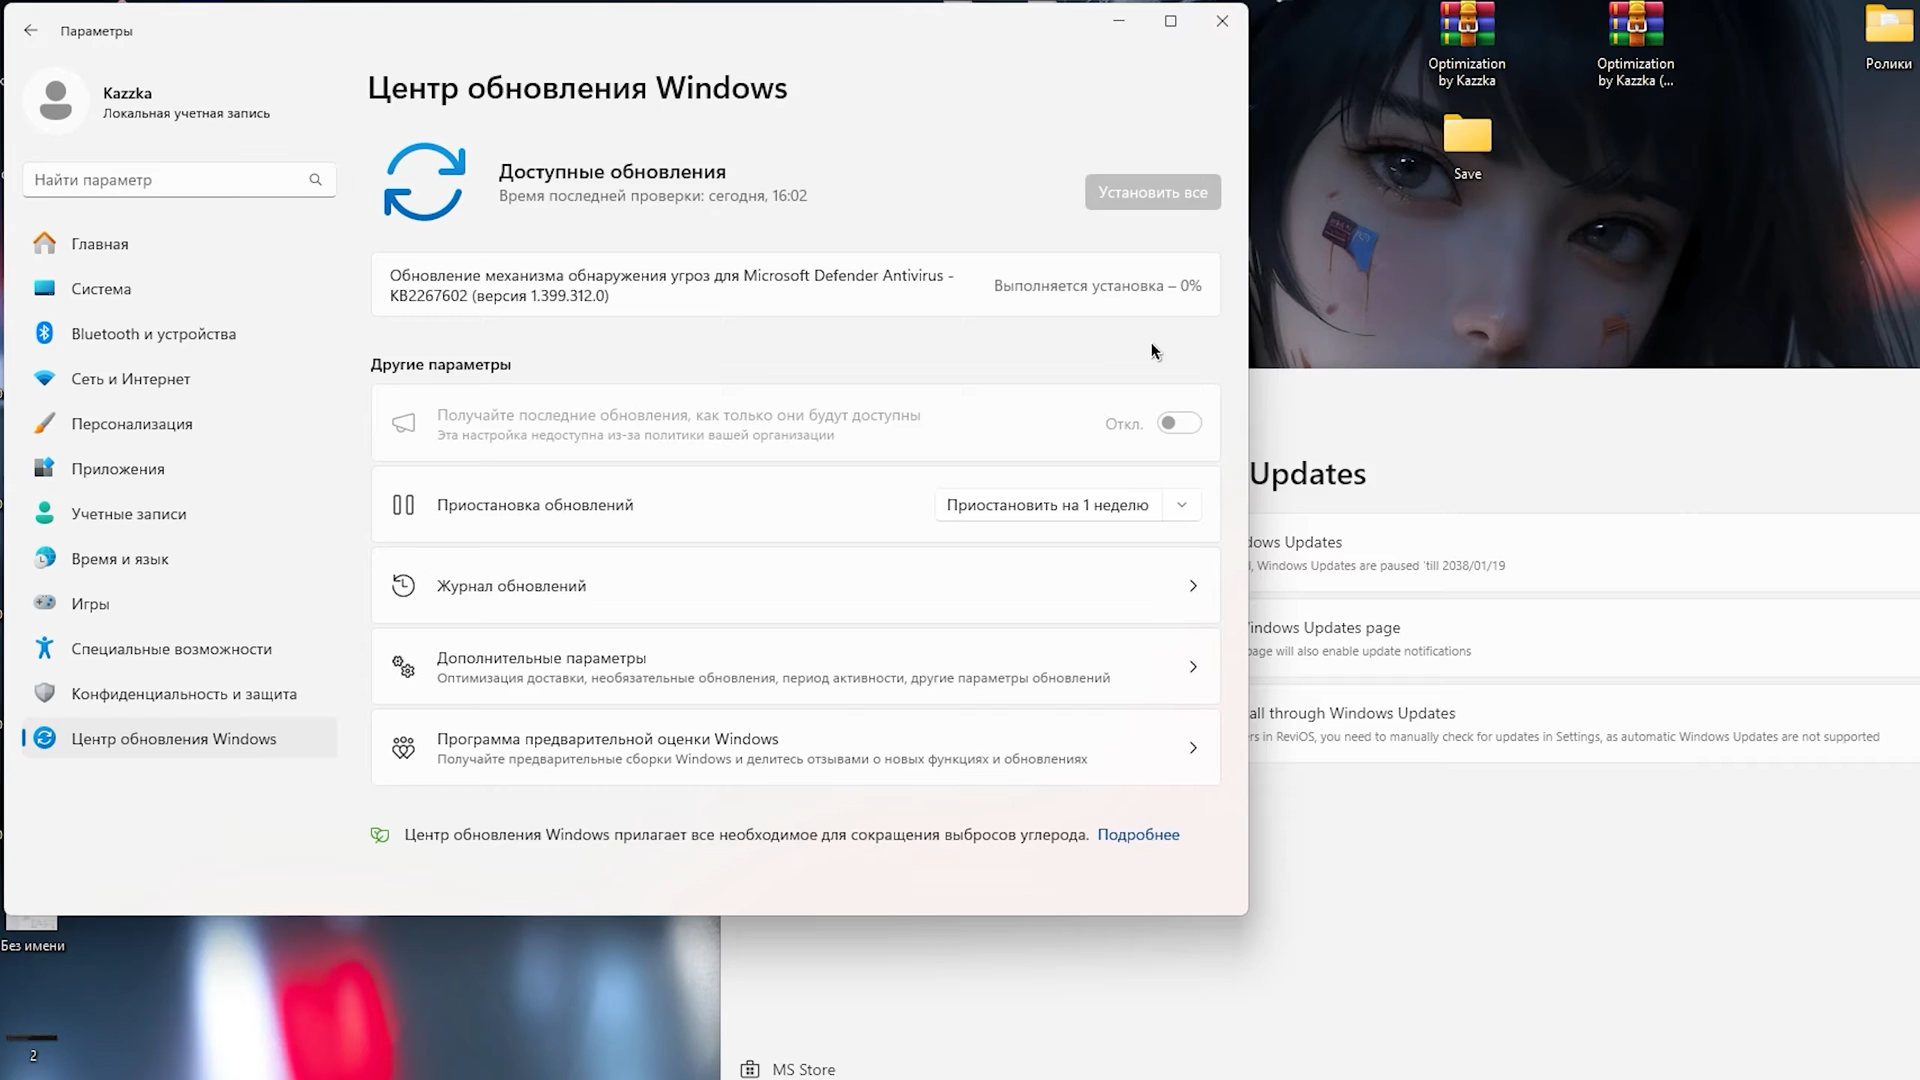 Параметры
Kazzka
Локальная учетная запись
Найти параметр
Главная
Система
Bluetooth и устройства
Сеть и Интернет
Персонализация
Приложения
Учетные записи
Время и язык
Игры
Специальные возможности
Конфиденциальность и защита
Центр обновления Windows
Центр обновления Windows
Доступные обновления
Время последней проверки: сегодня, 16:02
Установить все
Обновление механизма обнаружения угроз для Microsoft Defender Antivirus -
KB2267602 (версия 1.399.312.0)
Выполняется установка – 0%
Другие параметры
Получайте последние обновления, как только они будут доступны
Эта настройка недоступна из-за политики вашей организации
Откл.
Приостановка обновлений
Приостановить на 1 неделю
Журнал обновлений
Дополнительные параметры
Оптимизация доставки, необязательные обновления, период активности, другие параметры обновлений
Программа предварительной оценки Windows
Получайте предварительные сборки Windows и делитесь отзывами о новых функциях и обновлениях
Центр обновления Windows прилагает все необходимое для сокращения выбросов углерода. Подробнее
Optimization
by Kazzka
Optimization
by Kazzka (...
Ролики
Save
Updates
dows Updates
, Windows Updates are paused 'till 2038/01/19
indows Updates page
page will also enable update notifications
all through Windows Updates
rs in ReviOS, you need to manually check for updates in Settings, as automatic Windows Updates are not supported
MS Store
Без имени
2